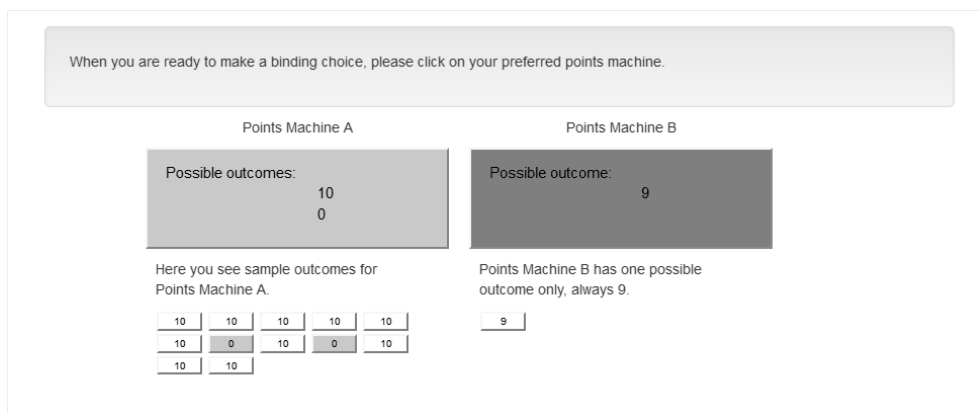 When you are ready to make a binding choice, please click on your preferred points machine.
Points Machine A
Possible outcomes:
10
0
Here you see sample outcomes for
Points Machine A.
10 10 10 10 10
10 0 10 0 10
10 10
Points Machine B
Possible outcome:
9
Points Machine B has one possible
outcome only, always 9.
9